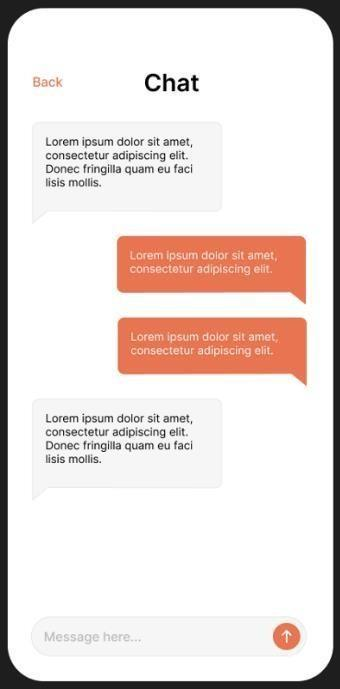 Back
Chat
Lorem ipsum dolor sit amet,
consectetur adipiscing elit.
Donec fringilla quam eu faci
lisis mollis.
Lorem ipsum dolor sit amet,
consectetur adipiscing elit.
Lorem ipsum dolor sit amet,
consectetur adipiscing elit.
Lorem ipsum dolor sit amet,
consectetur adipiscing elit.
Donec fringilla quam eu faci
lisis mollis.
Message here...